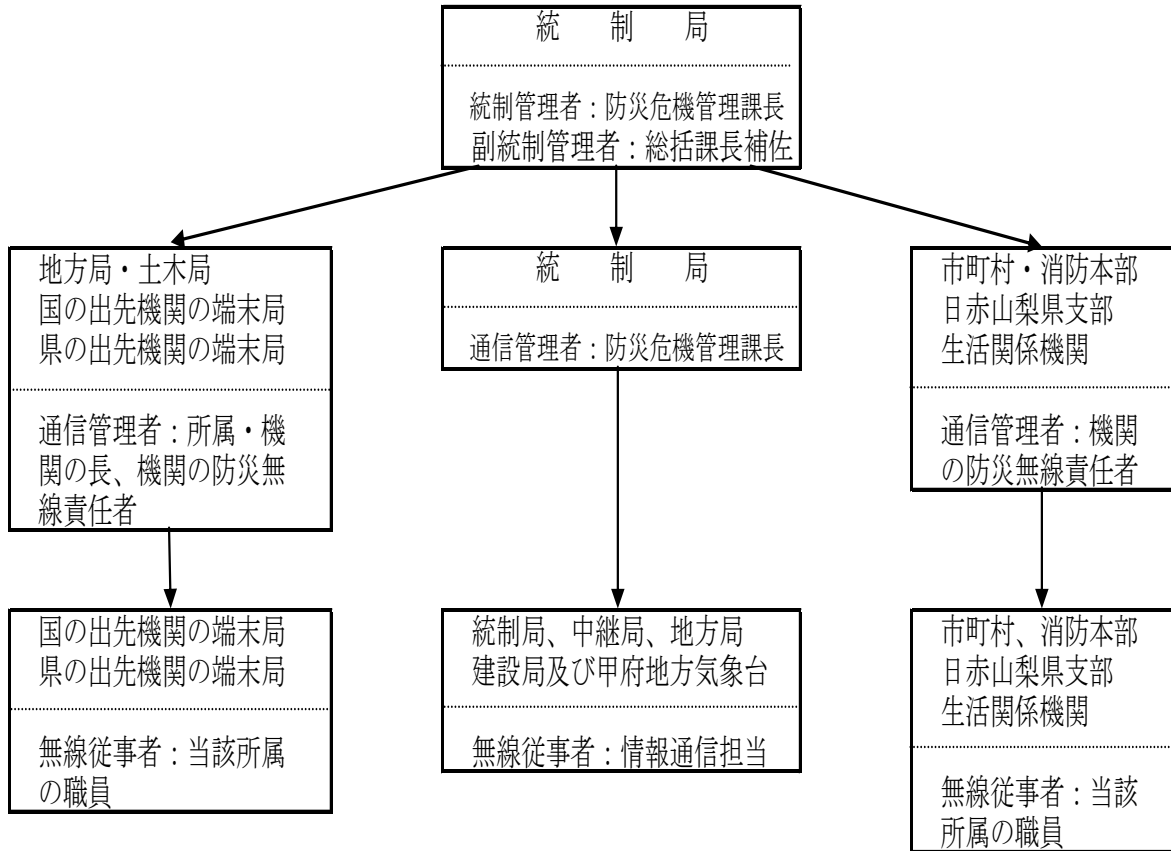 統　制　局
統制管理者：防災危機管理課長
副統制管理者：総括課長補佐
地方局・土木局
国の出先機関の端末局
県の出先機関の端末局
通信管理者：所属・機
関の長、機関の防災無
線責任者
統　制　局
通信管理者：防災危機管理課長
市町村・消防本部
日赤山梨県支部
生活関係機関
通信管理者：機関
の防災無線責任者
国の出先機関の端末局
県の出先機関の端末局
無線従事者：当該所属
の職員
統制局、中継局、地方局
建設局及び甲府地方気象台
無線従事者：情報通信担当
市町村、消防本部
日赤山梨県支部
生活関係機関
無線従事者：当該
所属の職員